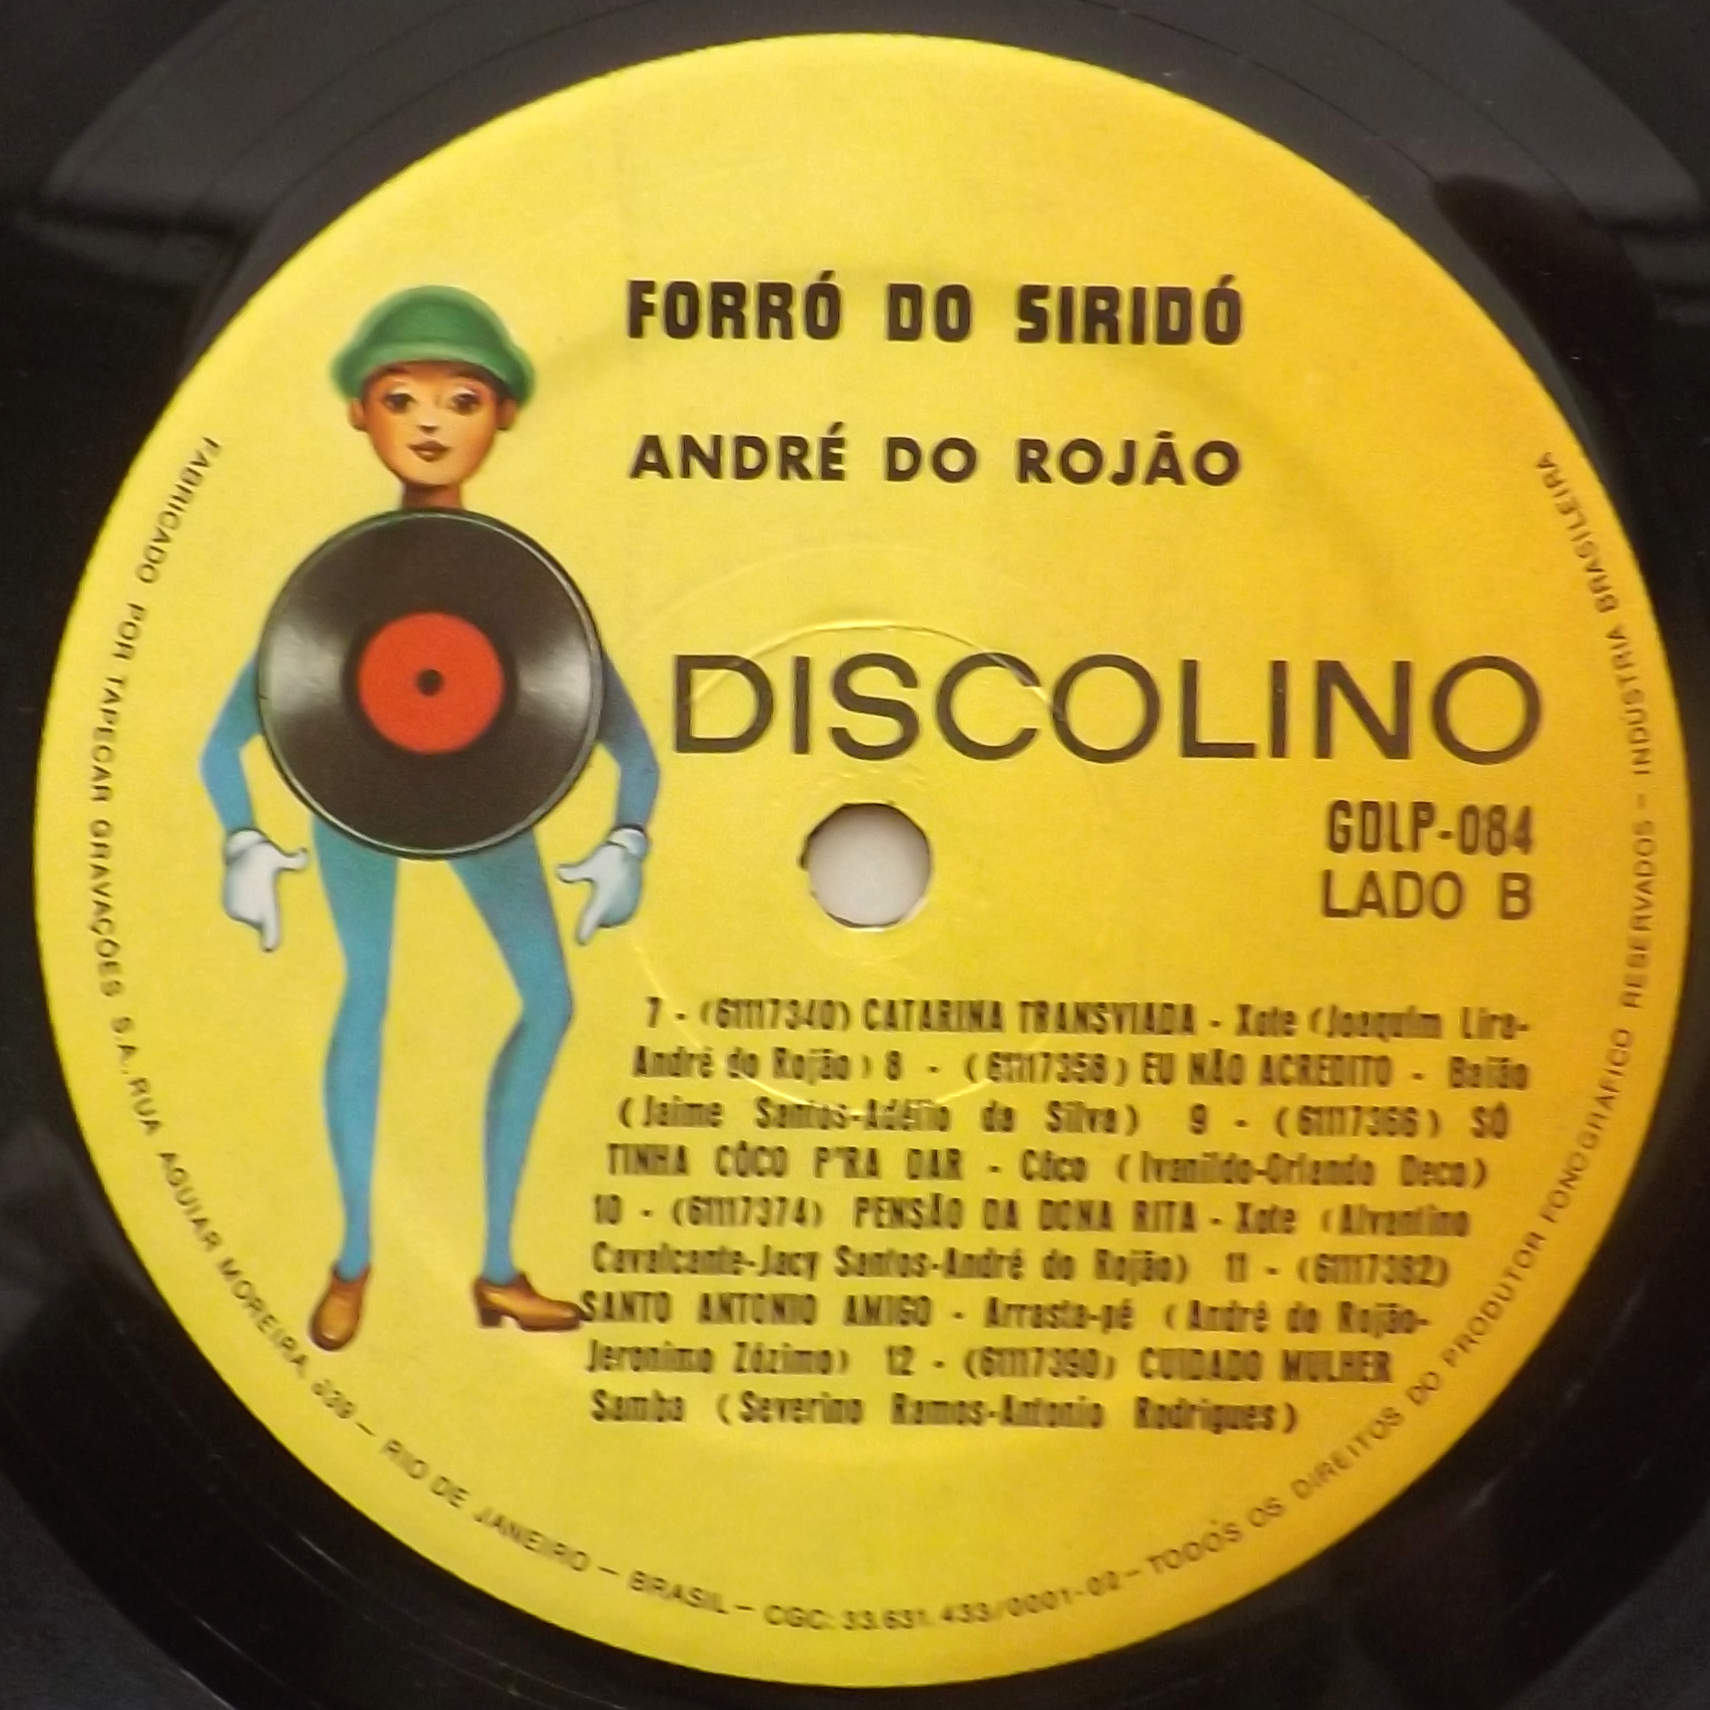 FORRÓ DO SIRIDÓ
ANDRÉ DO ROJÃO
DISCOLINO
GDLP-084
LADO B
7 - (61117340) CATARINA TRANSVIADA - Xote (Joaquim Lira-
André do Rojão) 8 - (61117358) EU NÃO ACREDITO - Baião
(Jaime Santos-Adélio da Silva) 9 - (61117366) SÓ
TINHA CÔCO P'RA DAR - Côco (Ivanildo-Orlando Deco)
10 - (61117374) PENSÃO DA DONA RITA - Xote (Alvantino
Cavalcante-Jacy Santos-André do Rojão) 11 - (61117382)
SANTO ANTONIO AMIGO - Arrasta-pé (André do Rojão-
Jeronimo Zózimo) 12 - (61117390) CUIDADO MULHER
Samba (Severino Ramos-Antonio Rodrigues)
FABRICADO POR TAPECAR GRAVAÇÕES S.A. RUA AGUIAR MOREIRA, — RIO DE JANEIRO — BRASIL — CGC: 33.631.433/0001-02 — TODOS OS DIREITOS DO PRODUTOR FONOGRÁFICO RESERVADOS — INDÚSTRIA BRASILEIRA